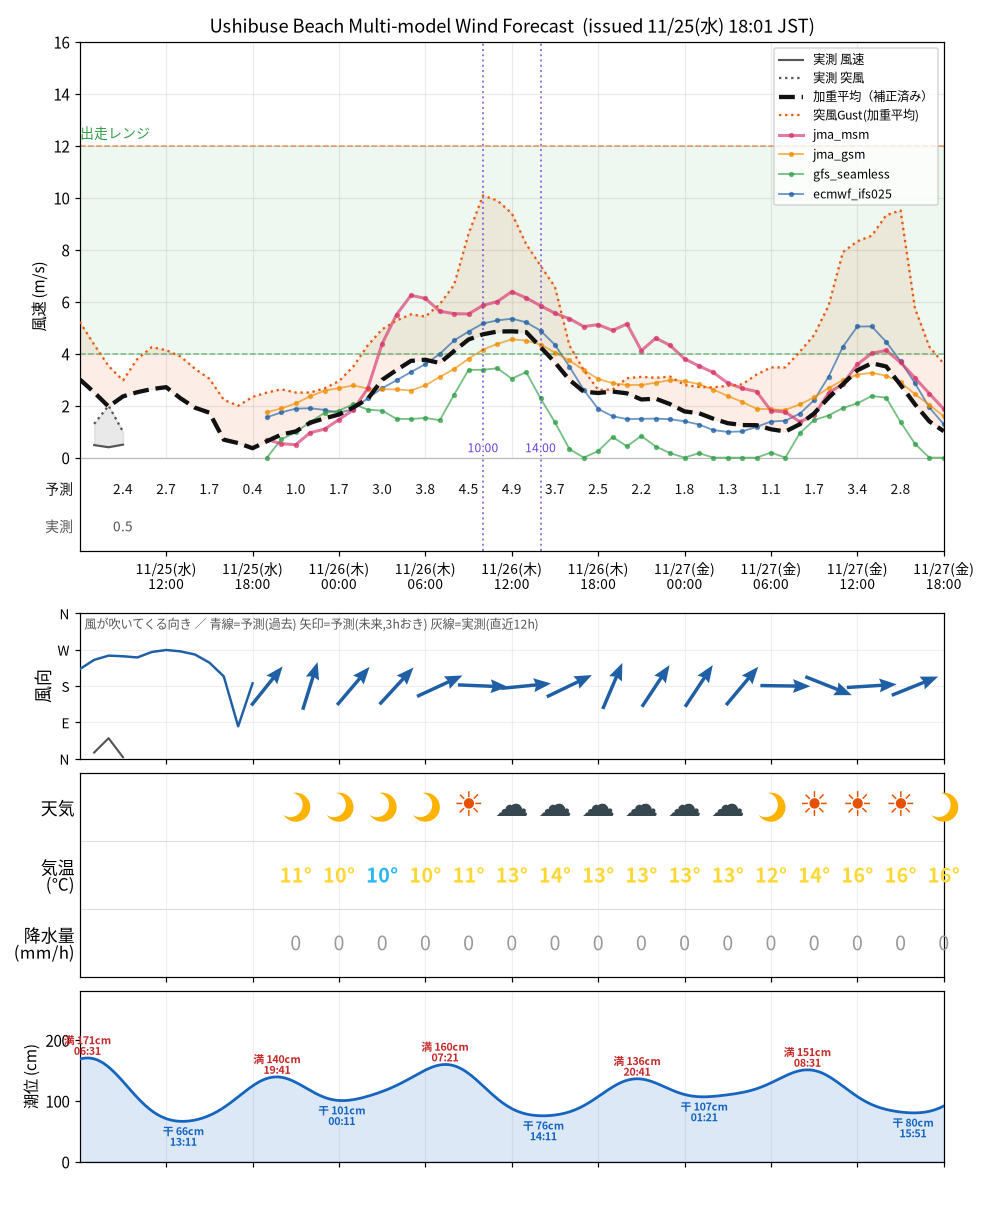 Ushibuse Beach Multi-model Wind Forecast (issued 11/25(水) 18:01 JST)
16
14
12
10
8
6
4
2
0
風速 (m/s)
出走レンジ
実測 風速
実測 突風
加重平均（補正済み）
突風Gust(加重平均)
jma_msm
jma_gsm
gfs_seamless
ecmwf_ifs025
10:00 14:00
予測 2.4 2.7 1.7 0.4 1.0 1.7 3.0 3.8 4.5 4.9 3.7 2.5 2.2 1.8 1.3 1.1 1.7 3.4 2.8
実測 0.5
11/25(水) 11/25(水) 11/26(木) 11/26(木) 11/26(木) 11/26(木) 11/27(金) 11/27(金) 11/27(金) 11/27(金)
12:00 18:00 00:00 06:00 12:00 18:00 00:00 06:00 12:00 18:00
風向
N
W
S
E
N
風が吹いてくる向き ／ 青線=予測(過去) 矢印=予測(未来,3hおき) 灰線=実測(直近12h)
天気
気温
(℃)
11° 10° 10° 10° 11° 13° 14° 13° 13° 13° 13° 12° 14° 16° 16° 16°
降水量
(mm/h)
0 0 0 0 0 0 0 0 0 0 0 0 0 0 0 0
潮位 (cm)
200
100
0
満 171cm
06:31
干 66cm
13:11
満 140cm
19:41
干 101cm
00:11
満 160cm
07:21
干 76cm
14:11
満 136cm
20:41
干 107cm
01:21
満 151cm
08:31
干 80cm
15:51